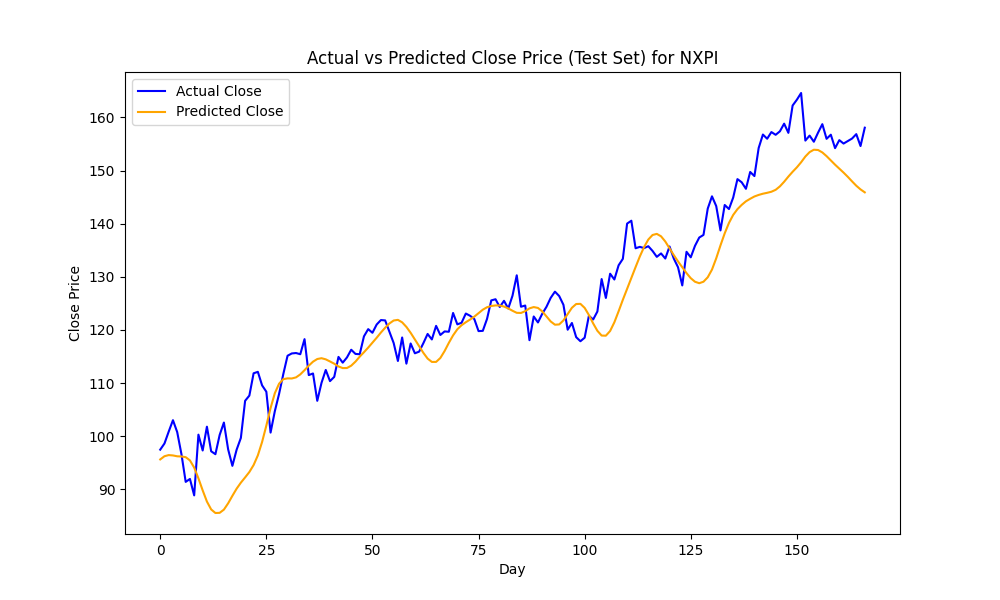 Actual vs Predicted Close Price (Test Set) for NXPI
Actual Close
Predicted Close
160
150
140
130
120
110
100
90
Close Price
0 25 50 75 100 125 150
Day